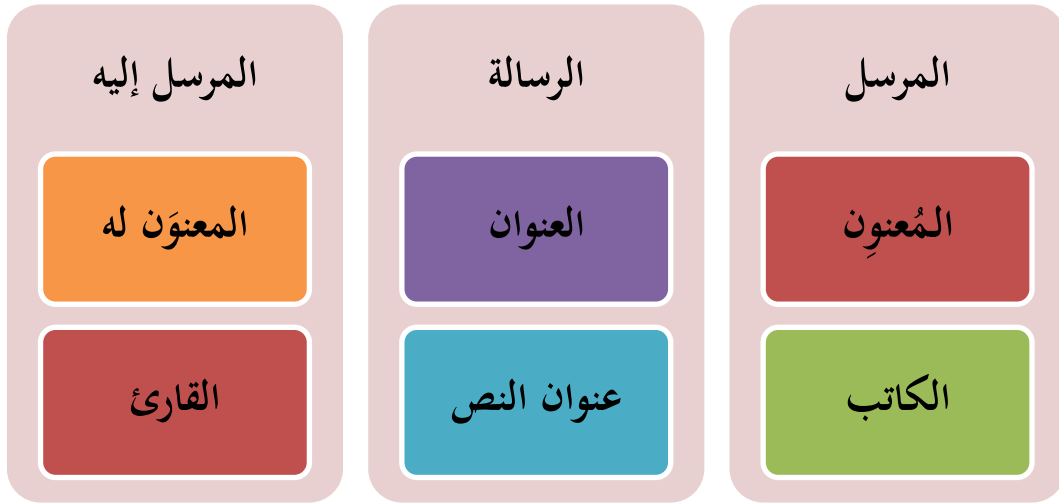 المرسل
المُعنوِن
الكاتب
الرسالة
العنوان
عنوان النص
المرسل إليه
المعنوَن له
القارئ